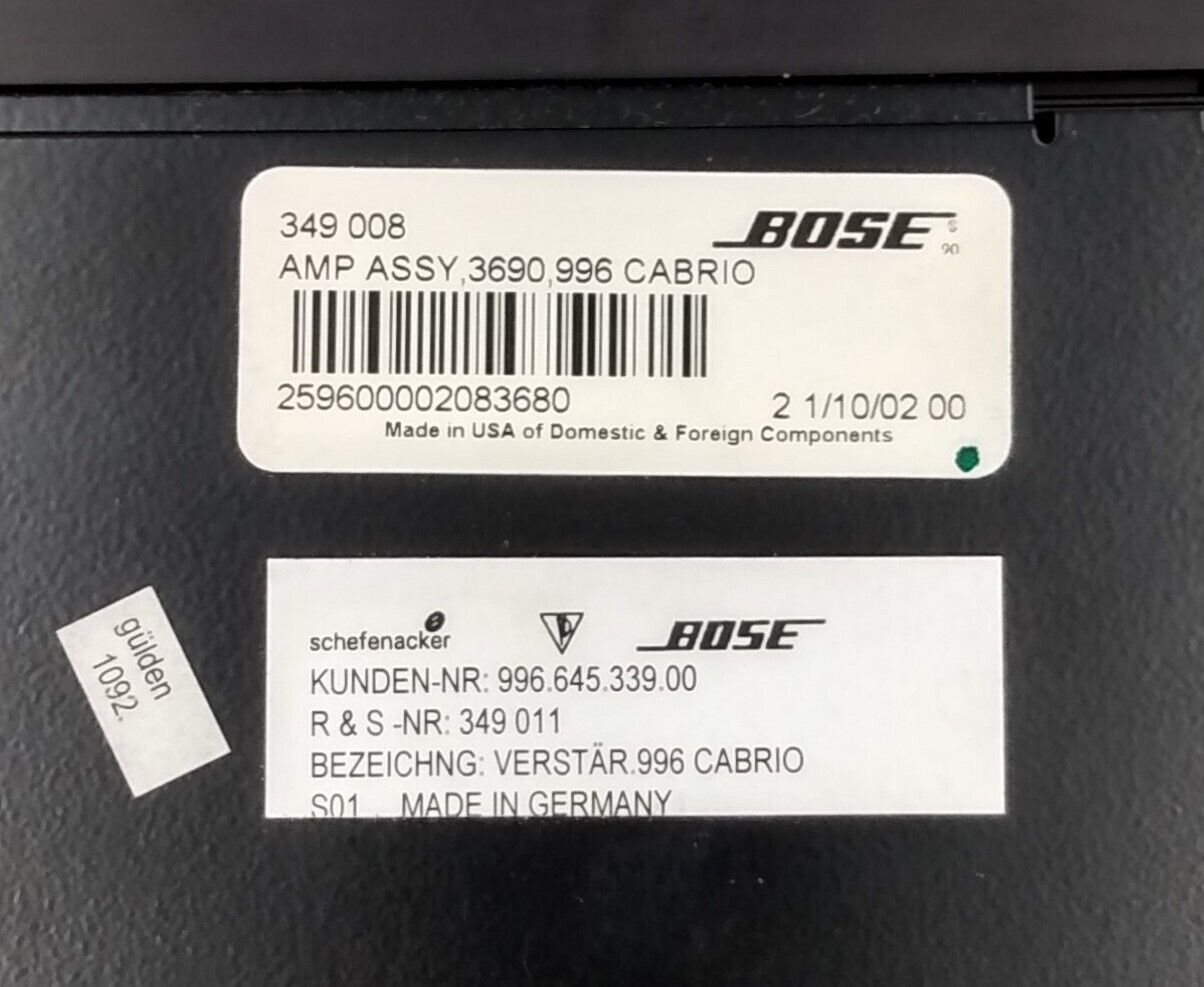 349 008
BOSE
S
90
AMP ASSY,3690,996 CABRIO
259600002083680
2 1/10/02 00
Made in USA of Domestic & Foreign Components
schefenacker
BOSE
KUNDEN-NR: 996.645.339.00
R & S -NR: 349 011
BEZEICHNG: VERSTÄR.996 CABRIO
S01 MADE IN GERMANY
gülden
1092.